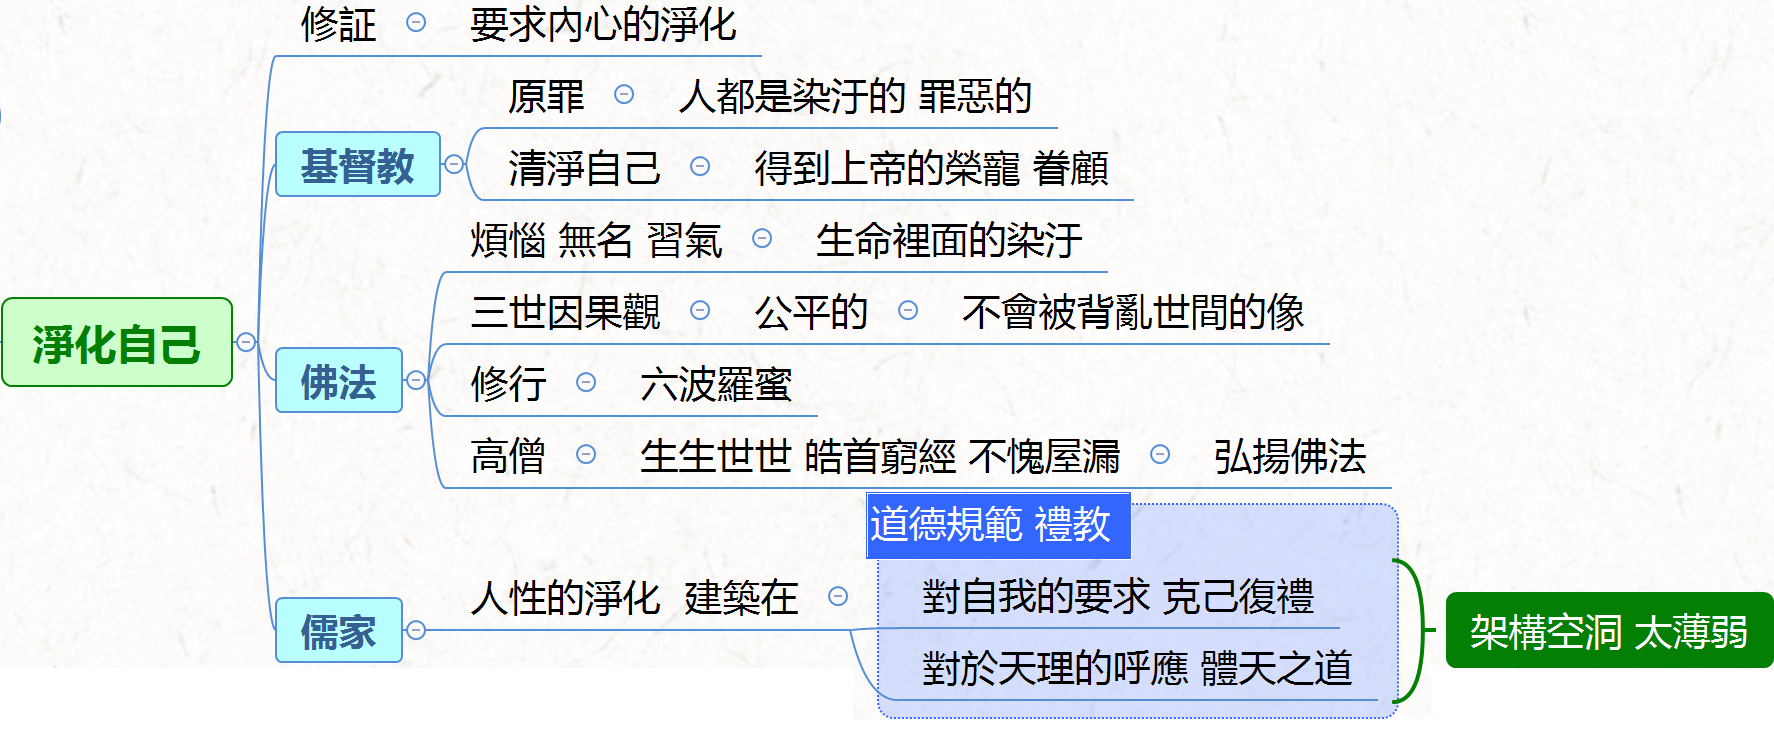 修証 要求内心的淨化
原罪 人都是染汙的 罪惡的
基督教
清淨自己 得到上帝的榮寵 眷顧
煩惱 無名 習氣 生命裡面的染汙
三世因果觀 公平的 不會被背亂世間的像
淨化自己
佛法
修行 六波羅蜜
高僧 生生世世 皓首窮經 不愧屋漏 弘揚佛法
道德規範 禮教
人性的淨化 建築在 對自我的要求 克己復禮
儒家
架構空洞 太薄弱
對於天理的呼應 體天之道